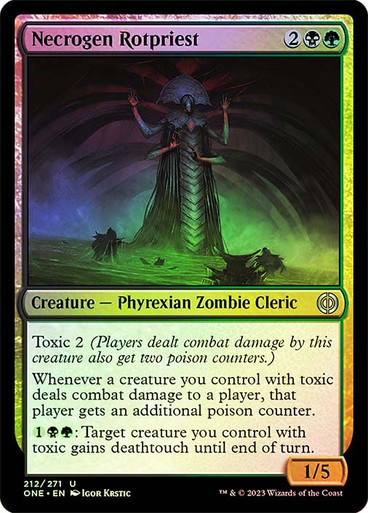 Necrogen Rotpriest 2
Creature — Phyrexian Zombie Cleric
Toxic 2 (Players dealt combat damage by this
creature also get two poison counters.)
Whenever a creature you control with toxic
deals combat damage to a player, that
player gets an additional poison counter.
1 : Target creature you control with
toxic gains deathtouch until end of turn.
1/5
212/271 U
ONE • EN Igor Krstic ™ & © 2023 Wizards of the Coast